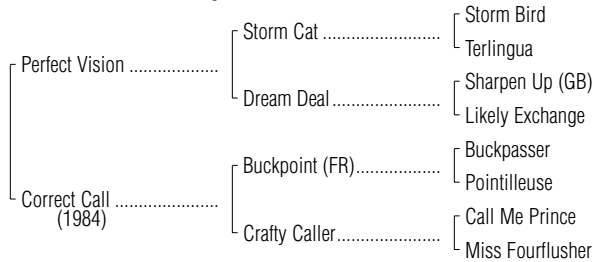 Storm Bird
Storm Cat ....................
Terlingua
Perfect Vision ...................
Sharpen Up (GB)
Dream Deal ..................
Likely Exchange
Buckpasser
Buckpoint (FR)..............
Pointilleuse
Correct Call ......................
(1984)
Call Me Prince
Crafty Caller..................
Miss Fourflusher